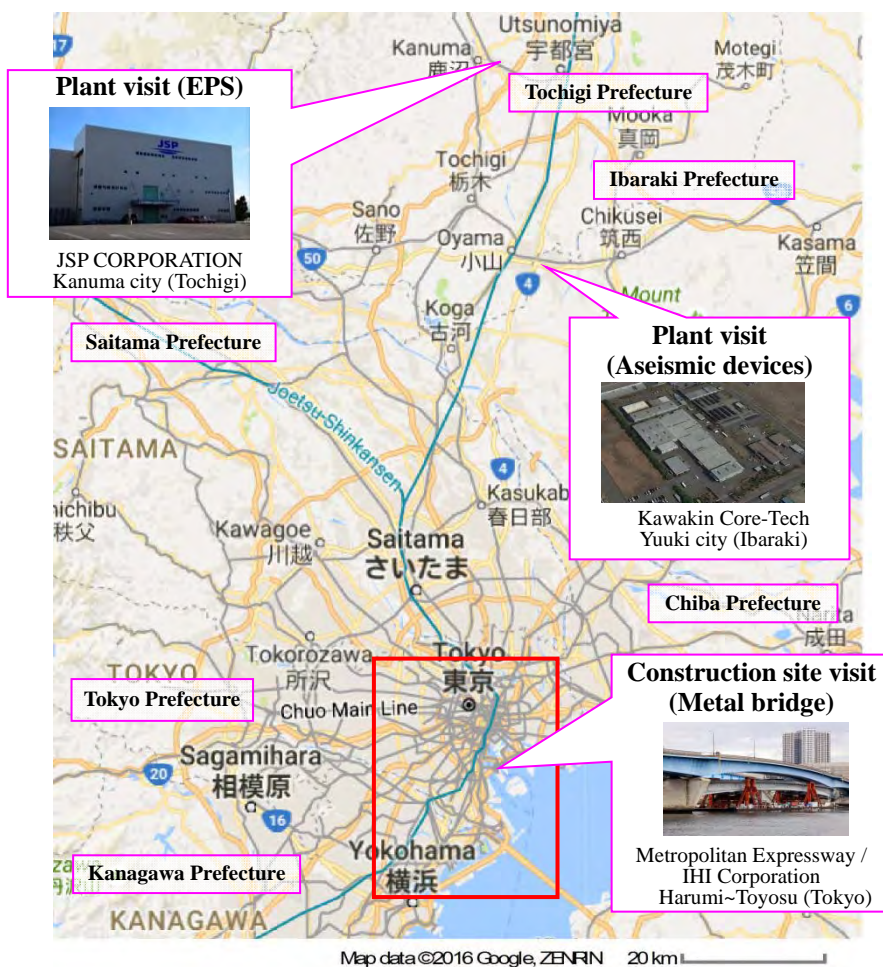 Utsunomiya
宇都宮
Kanuma
鹿沼
Motegi
茂木町
17
Plant visit (EPS)
JSP
JSP CORPORATION
Kanuma city (Tochigi)
Tochigi Prefecture
Mooka
真岡
Tochigi
栃木
Ibaraki Prefecture
Sano
佐野
Chikusei
筑西
Oyama
小山
Kasama
笠間
50
4
Mount
6
Koga
古河
Saitama Prefecture
Plant visit
(Aseismic devices)
Kawakin Core-Tech
Yuuki city (Ibaraki)
Joetsu-Shinkansen
SAITAMA
4
Kasukab
春日部
ichibu
秩父
Kawagoe
川越
Saitama
さいたま
Chiba Prefecture
Narita
成田
Tokorozawa
所沢
Tokyo
東京
TOKYO
Tokyo Prefecture
Chuo Main Line
Construction site visit
(Metal bridge)
Metropolitan Expressway /
IHI Corporation
Harumi~Toyosu (Tokyo)
Sagamihara
相模原
20
16
Yokohama
横浜
Kanagawa Prefecture
KANAGAWA
Map data ©2016 Google, ZENRIN 20 km